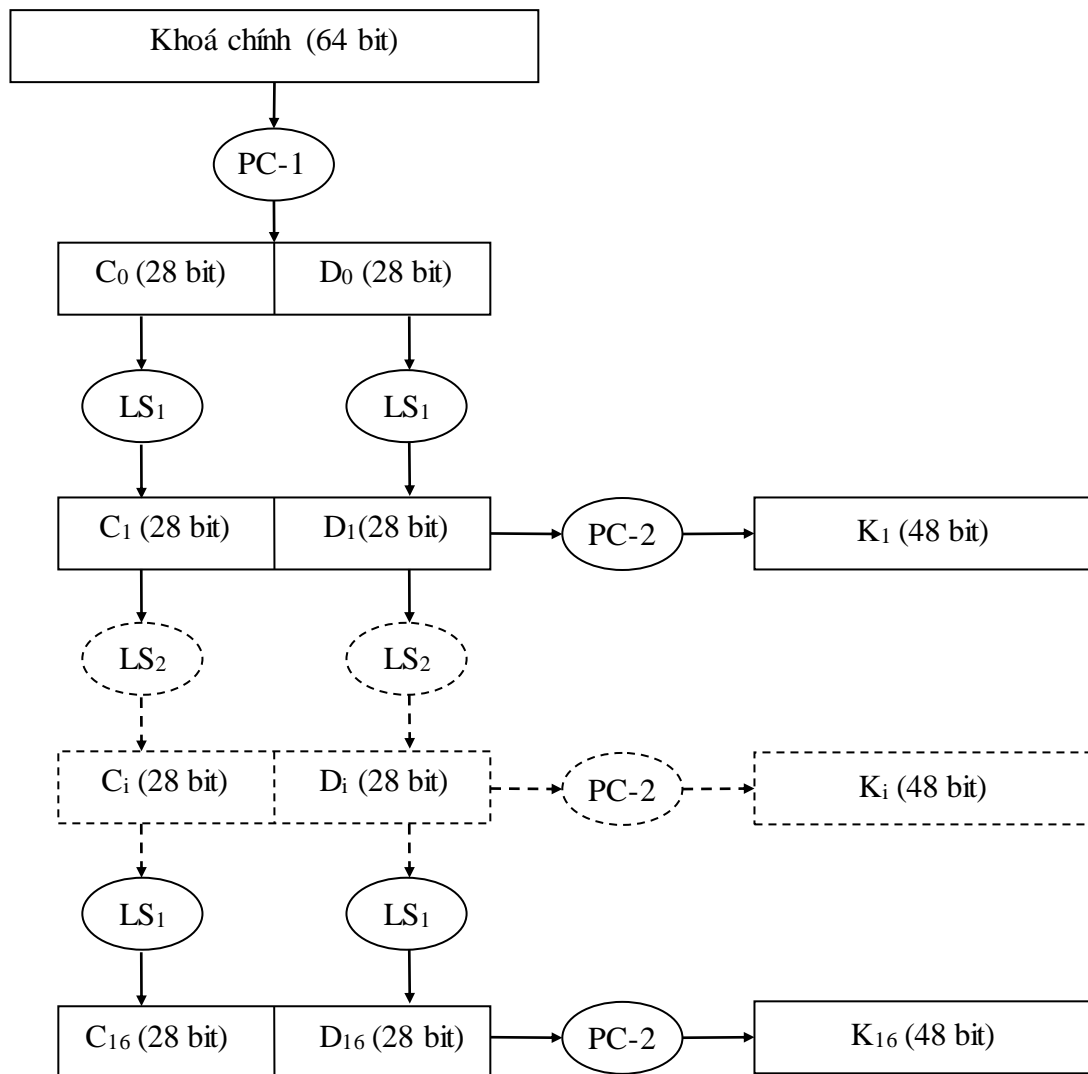 Khoá chính (64 bit)
PC-1
C₀ (28 bit) D₀ (28 bit)
LS₁ LS₁
C₁ (28 bit) D₁(28 bit) PC-2 K₁ (48 bit)
LS₂ LS₂
Cᵢ (28 bit) Dᵢ (28 bit) PC-2 Kᵢ (48 bit)
LS₁ LS₁
C₁₆ (28 bit) D₁₆ (28 bit) PC-2 K₁₆ (48 bit)